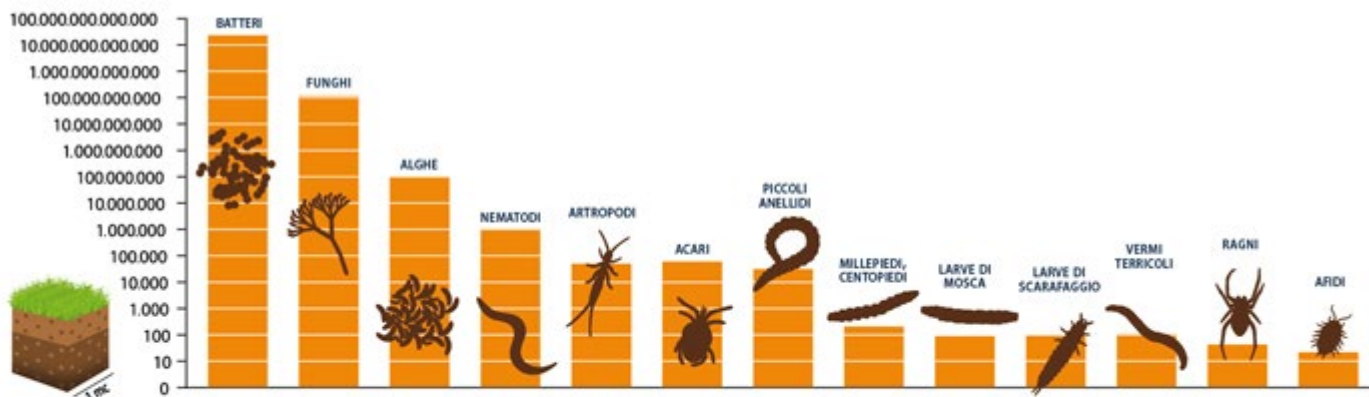 100.000.000.000.000
10.000.000.000.000
1.000.000.000.000
100.000.000.000
10.000.000.000
1.000.000.000
100.000.000
10.000.000
1.000.000
100.000
10.000
1.000
100
10
0
BATTERI
FUNGHI
ALGHE
NEMATODI
ARTROPODI
ACARI
PICCOLI
ANELLIDI
MILLEPIEDI,
CENTOPIEDI
LARVE DI
MOSCA
LARVE DI
SCARAFAGGIO
VERMI
TERRICOLI
RAGNI
AFIDI